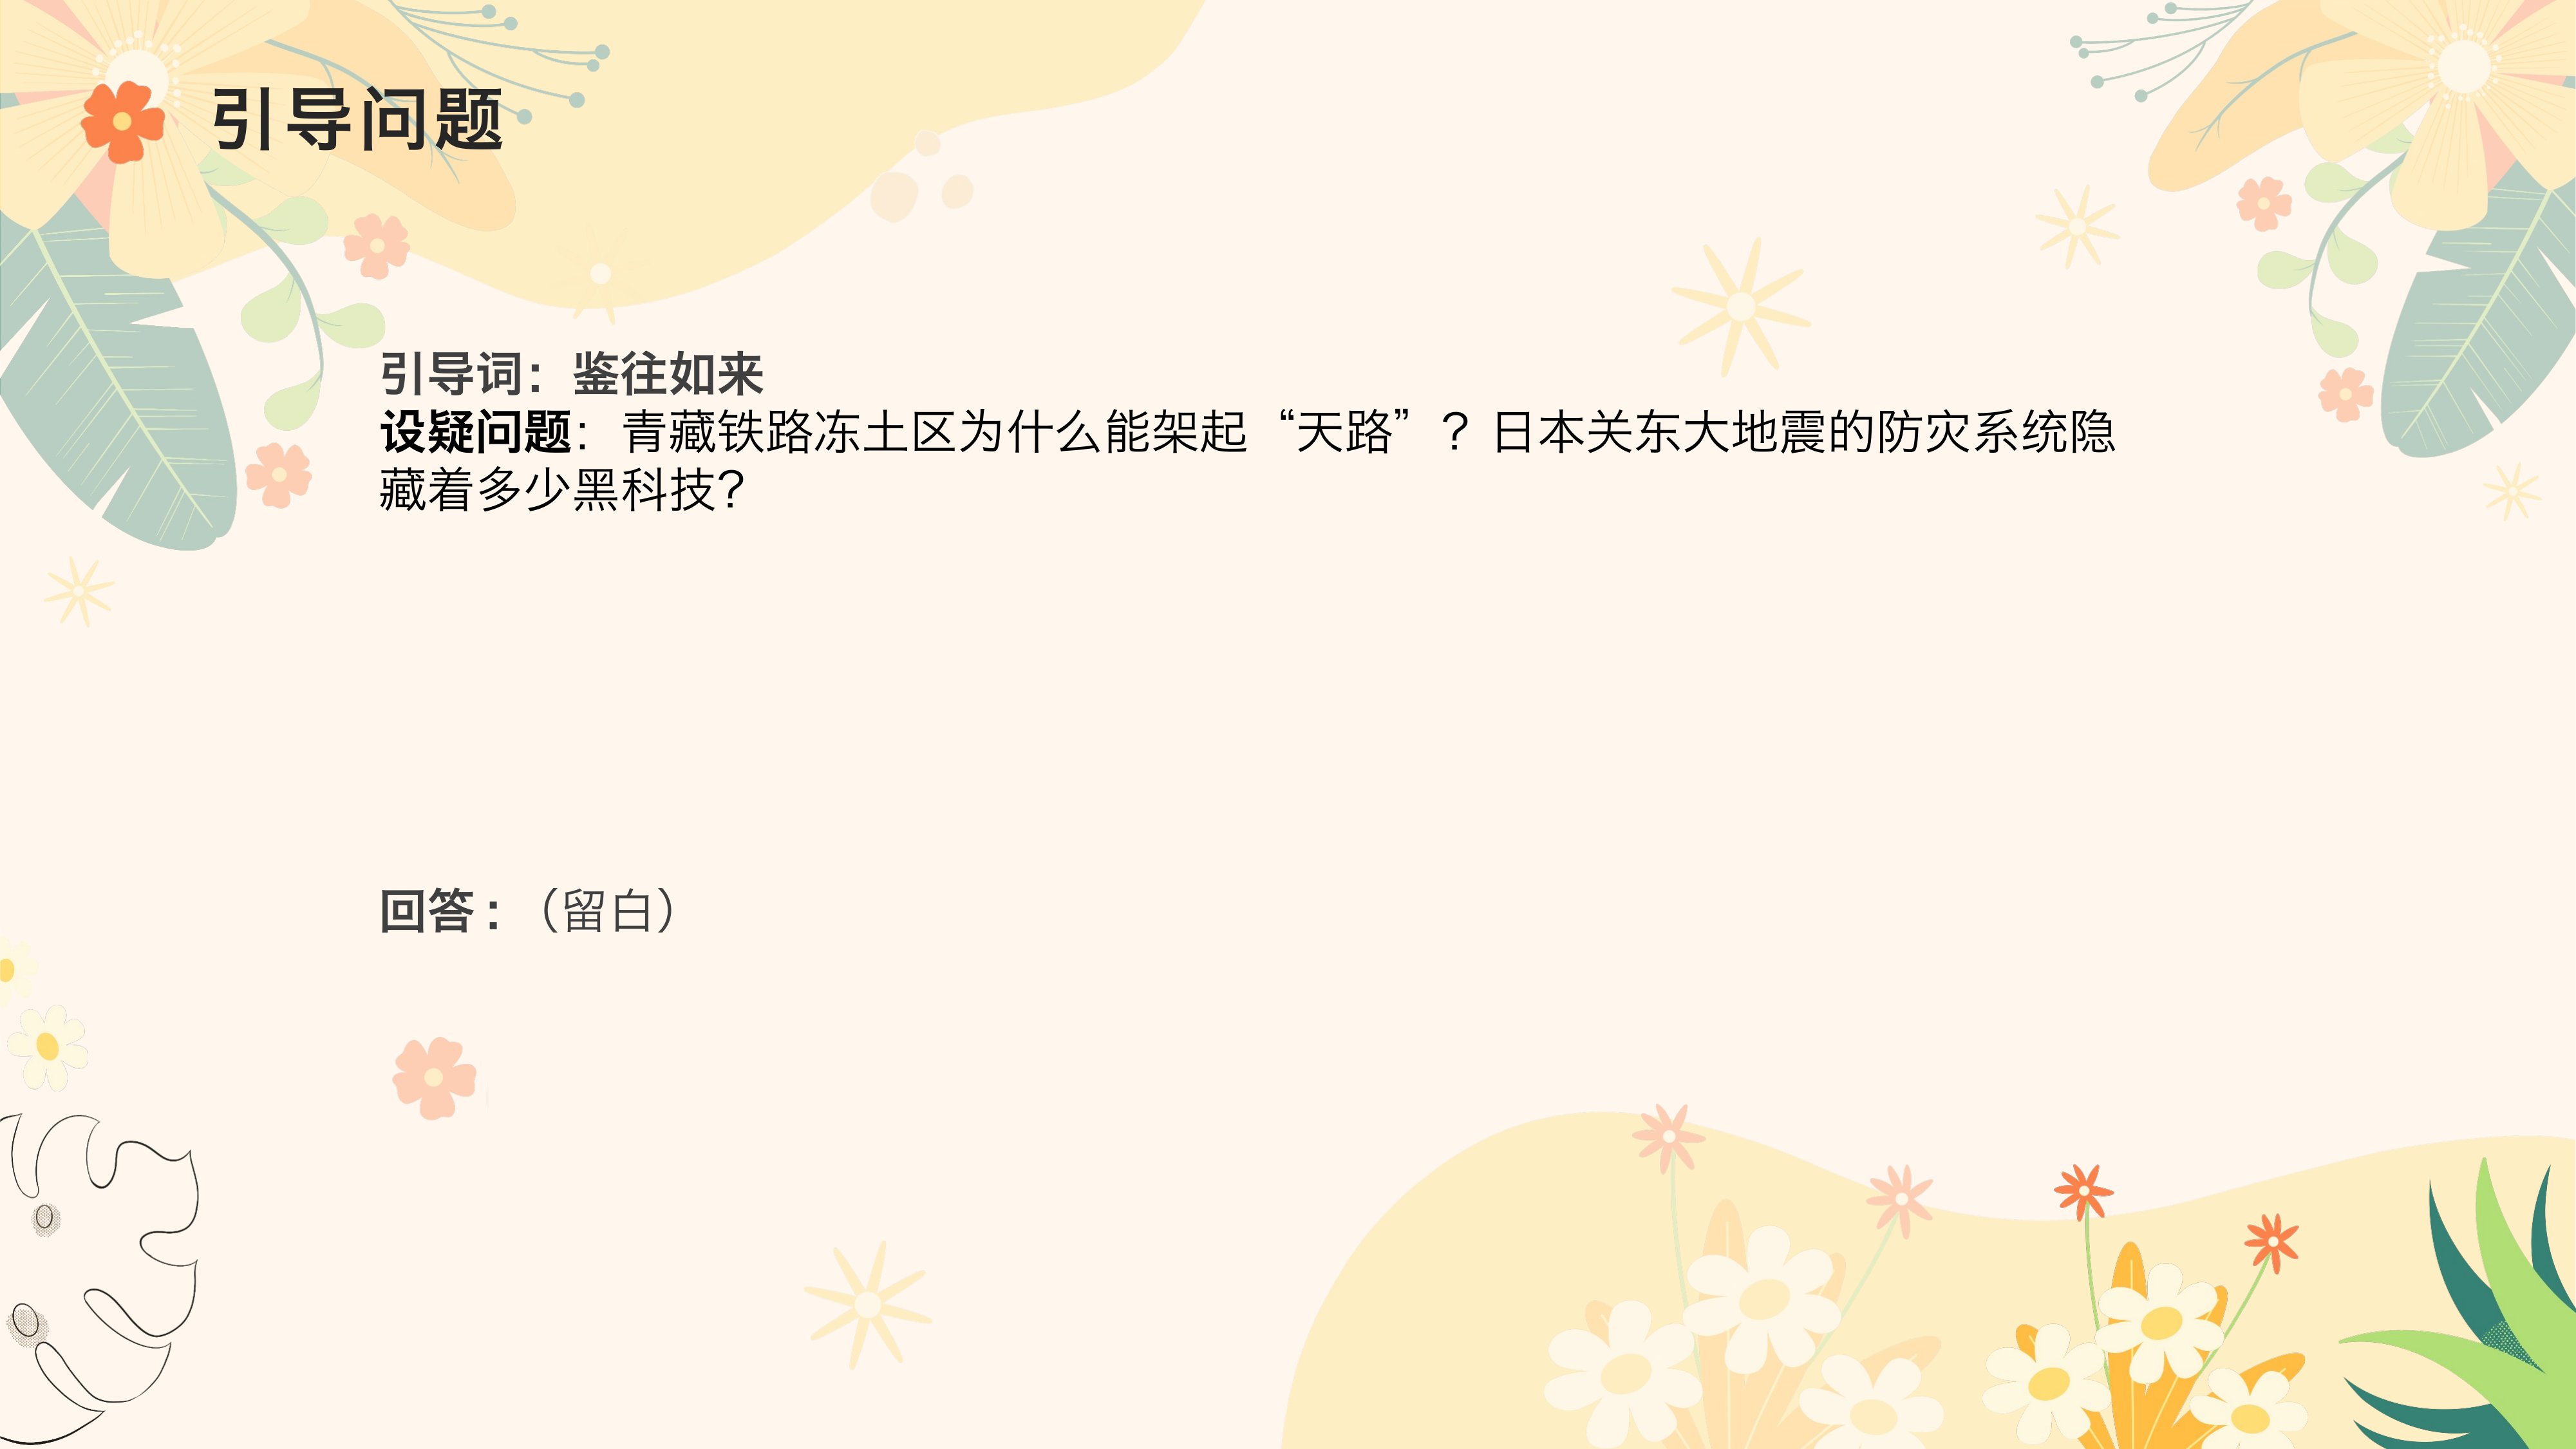 引导问题
引导词：鉴往如来
设疑问题：青藏铁路冻土区为什么能架起“天路”？日本关东大地震的防灾系统隐
藏着多少黑科技?
回答：（留白）